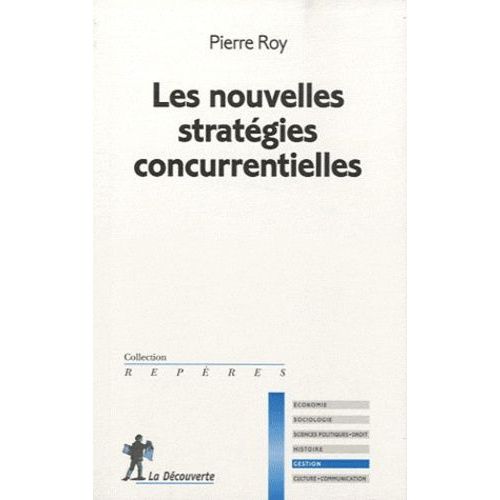 Pierre Roy
Les nouvelles
stratégies
concurrentielles
Collection
REPÈRES
ÉCONOMIE
SOCIOLOGIE
SCIENCES POLITIQUES • DROIT
HISTOIRE
GESTION
CULTURE • COMMUNICATION
La Découverte